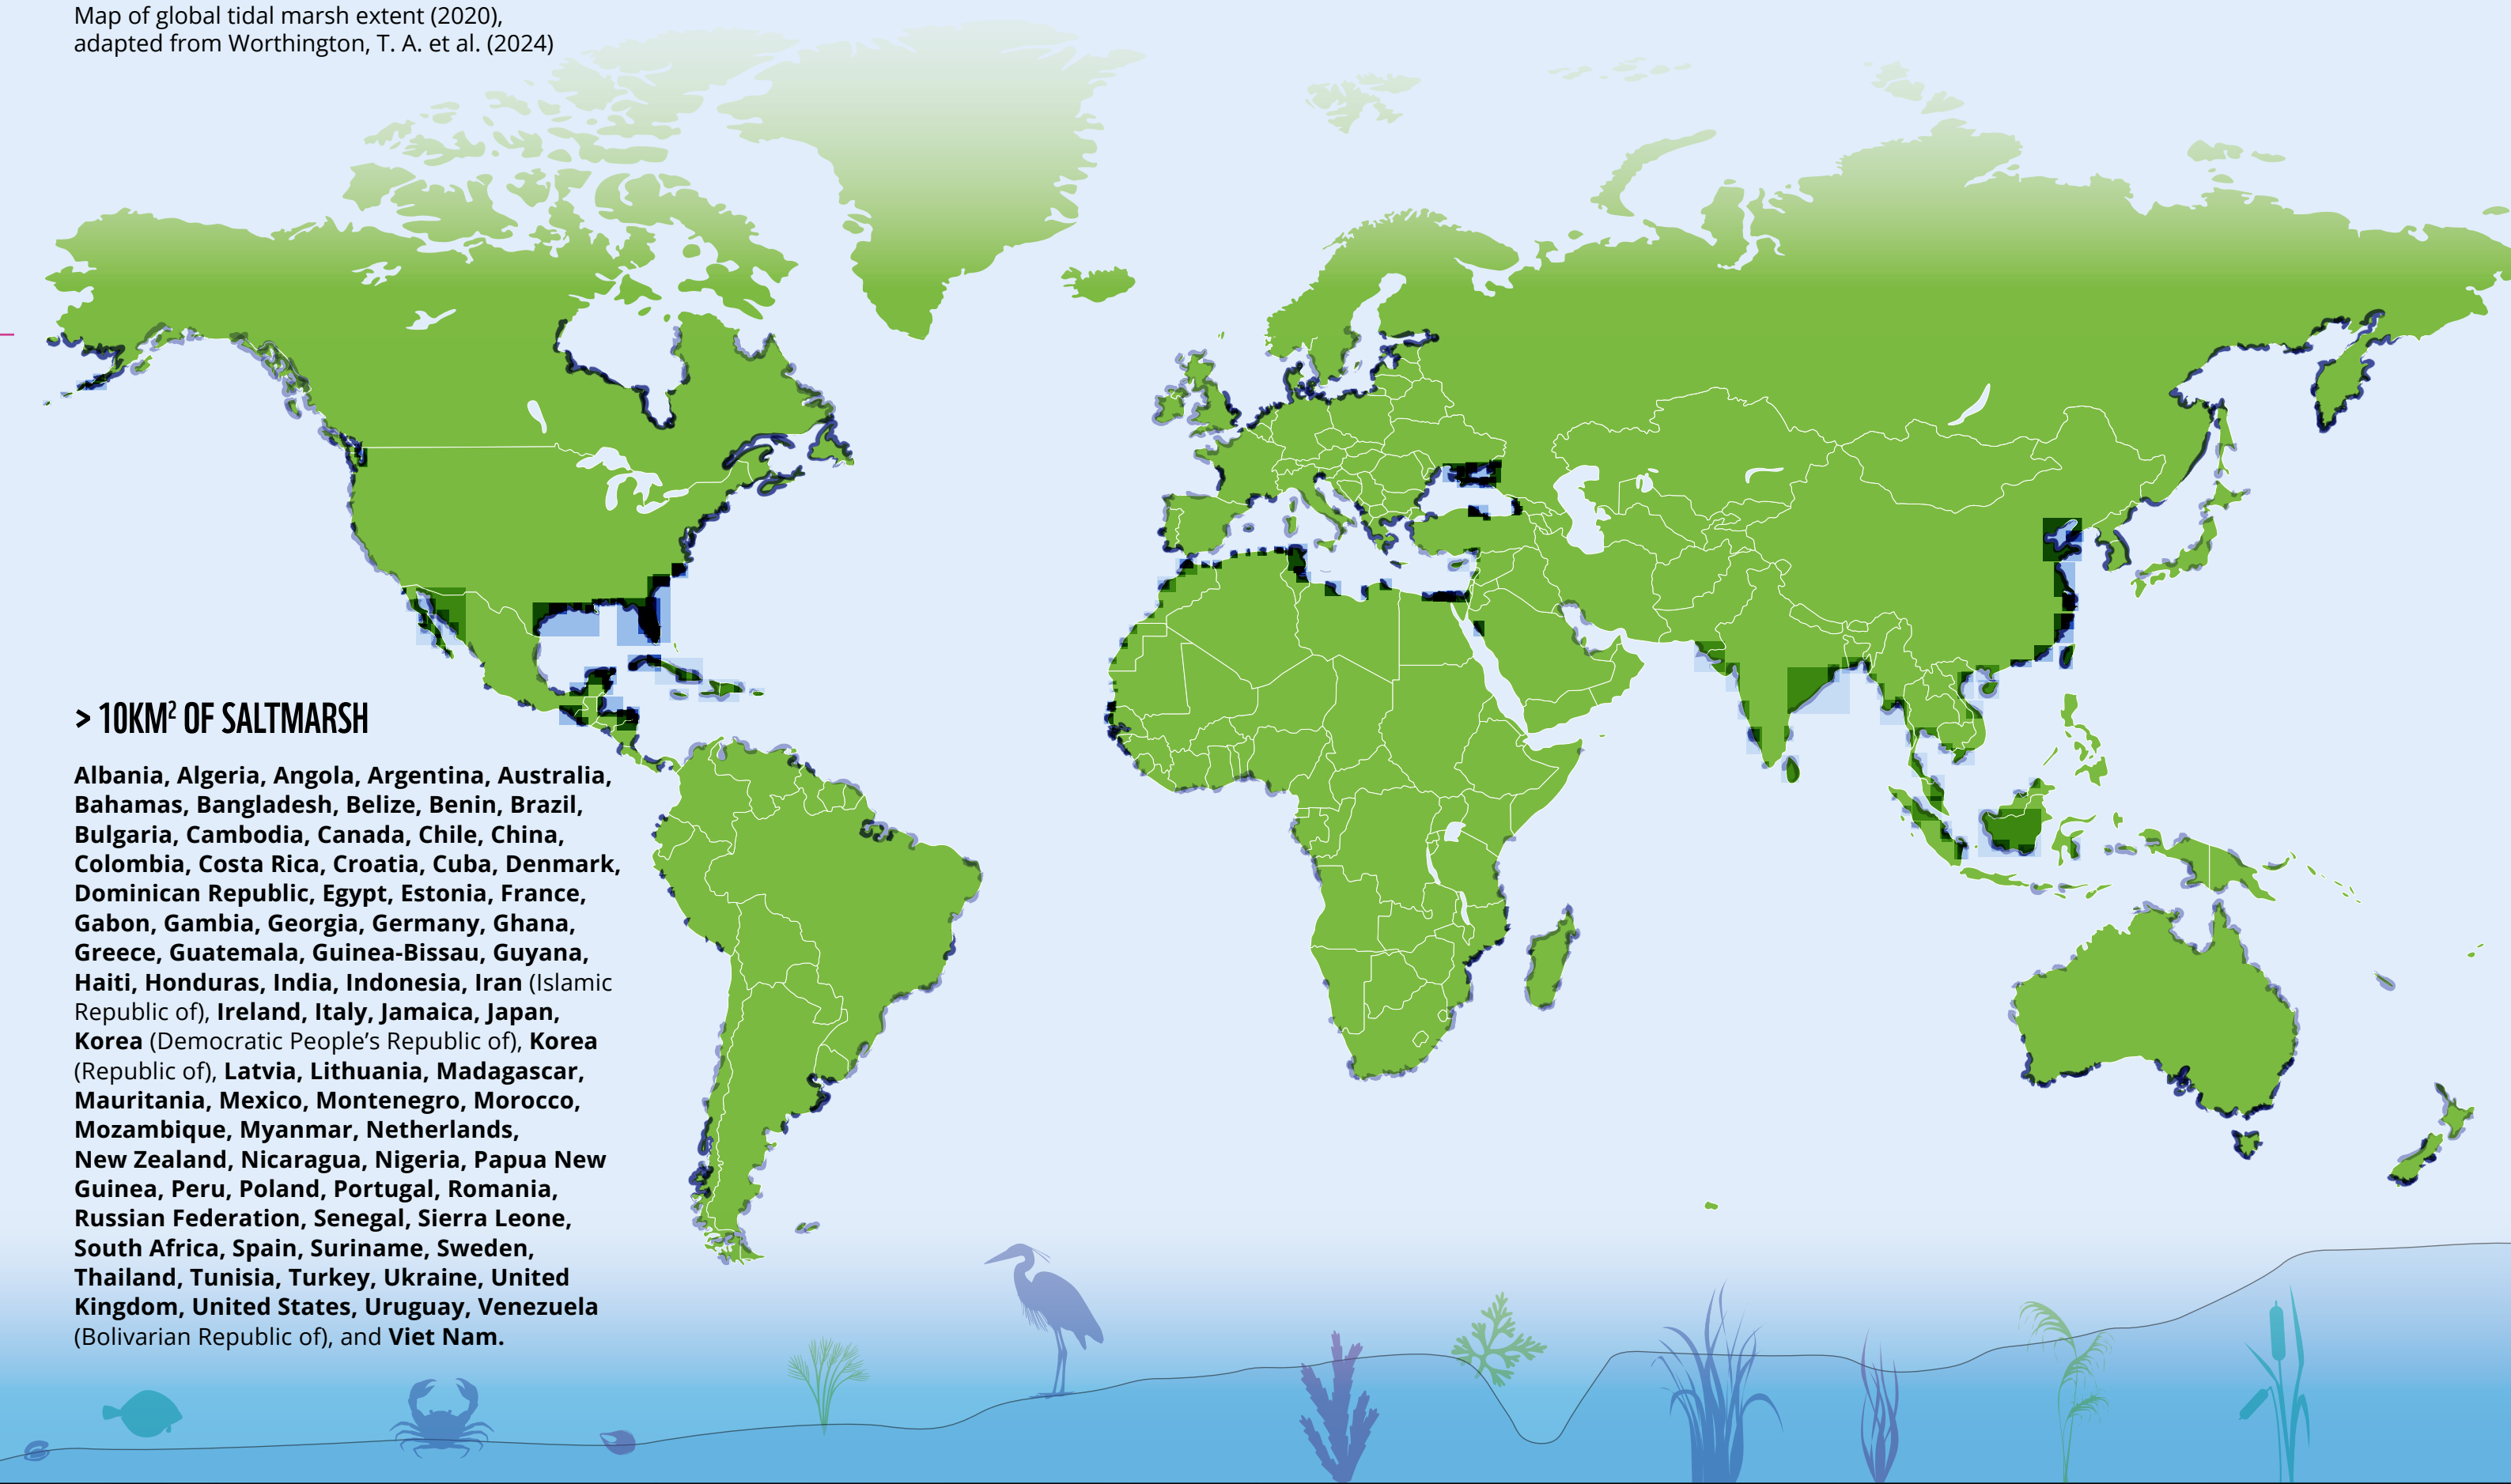 Map of global tidal marsh extent (2020),
adapted from Worthington, T. A. et al. (2024)
> 10KM² OF SALTMARSH
Albania, Algeria, Angola, Argentina, Australia,
Bahamas, Bangladesh, Belize, Benin, Brazil,
Bulgaria, Cambodia, Canada, Chile, China,
Colombia, Costa Rica, Croatia, Cuba, Denmark,
Dominican Republic, Egypt, Estonia, France,
Gabon, Gambia, Georgia, Germany, Ghana,
Greece, Guatemala, Guinea-Bissau, Guyana,
Haiti, Honduras, India, Indonesia, Iran (Islamic
Republic of), Ireland, Italy, Jamaica, Japan,
Korea (Democratic People’s Republic of), Korea
(Republic of), Latvia, Lithuania, Madagascar,
Mauritania, Mexico, Montenegro, Morocco,
Mozambique, Myanmar, Netherlands,
New Zealand, Nicaragua, Nigeria, Papua New
Guinea, Peru, Poland, Portugal, Romania,
Russian Federation, Senegal, Sierra Leone,
South Africa, Spain, Suriname, Sweden,
Thailand, Tunisia, Turkey, Ukraine, United
Kingdom, United States, Uruguay, Venezuela
(Bolivarian Republic of), and Viet Nam.